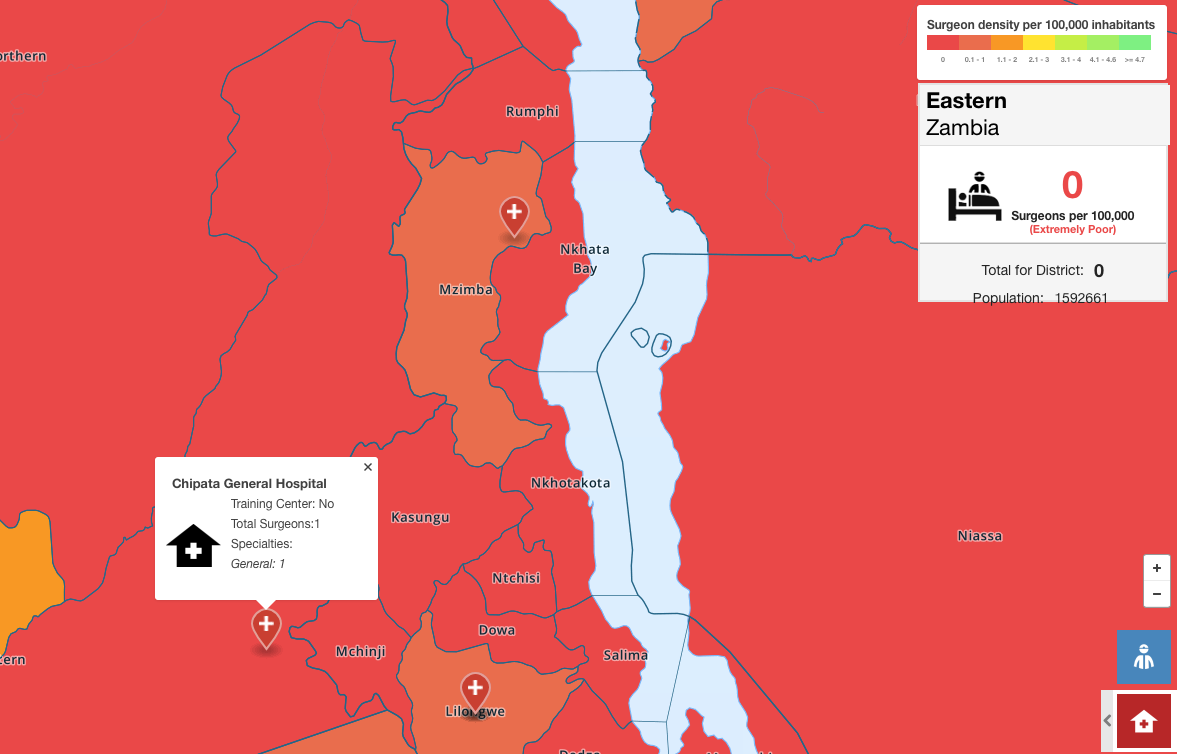 Surgeon density per 100,000 inhabitants
0 0.1 - 1 1.1 - 2 2.1 - 3 3.1 - 4 4.1 - 4.6 >= 4.7
Eastern
Zambia
0
Surgeons per 100,000
(Extremely Poor)
Total for District: 0
Population: 1592661
orthern
Rumphi
Nkhata
Bay
Mzimba
Chipata General Hospital
Training Center: No
Total Surgeons:1
Specialties:
General: 1
Nkhotakota
Kasungu
Niassa
Ntchisi
Dowa
Mchinji
Salima
Lilongwe